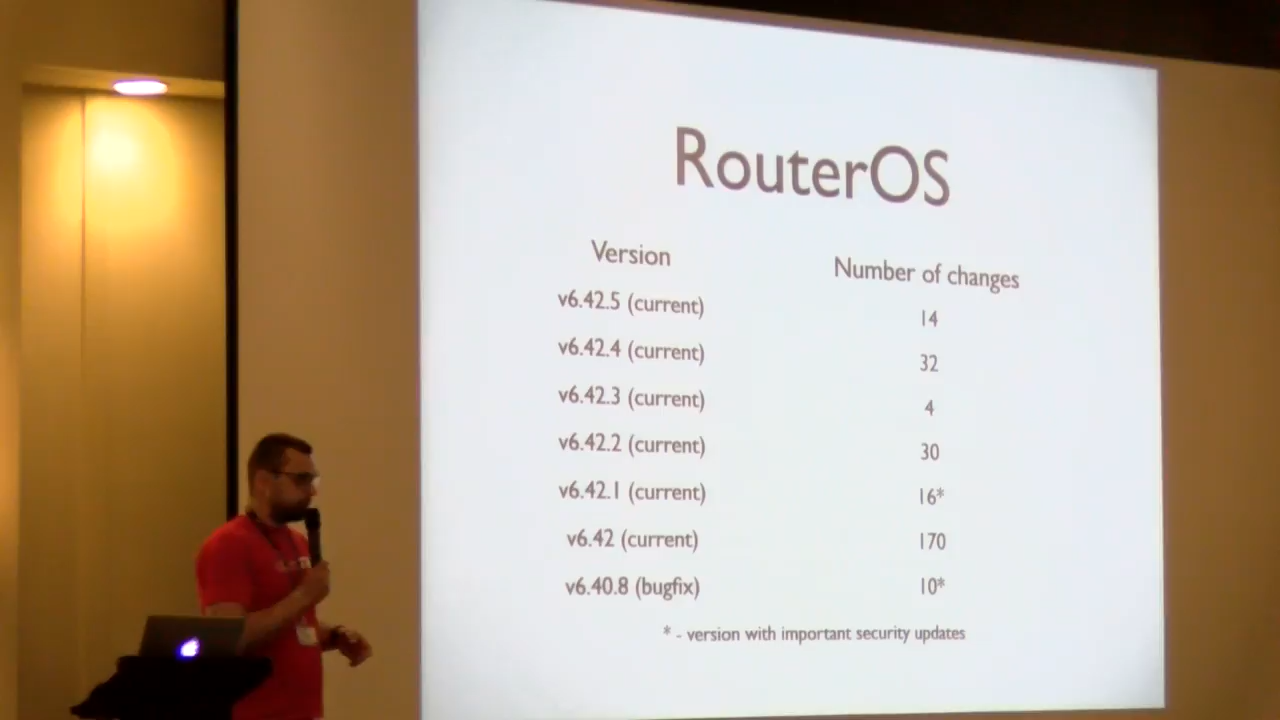 RouterOS
Version Number of changes
v6.42.5 (current) 14
v6.42.4 (current) 32
v6.42.3 (current) 4
v6.42.2 (current) 30
v6.42.1 (current) 16*
v6.42 (current) 170
v6.40.8 (bugfix) 10*
* - version with important security updates